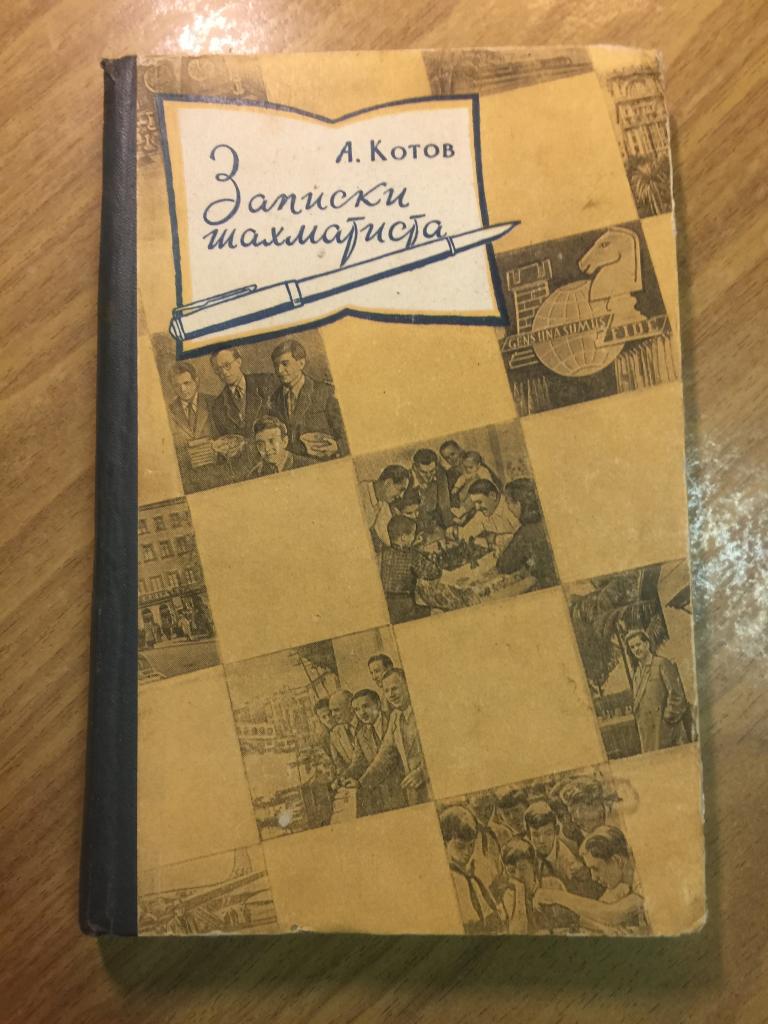 А. Котов
Записки
шахматиста
GENS UNA SUMUS
FIDE